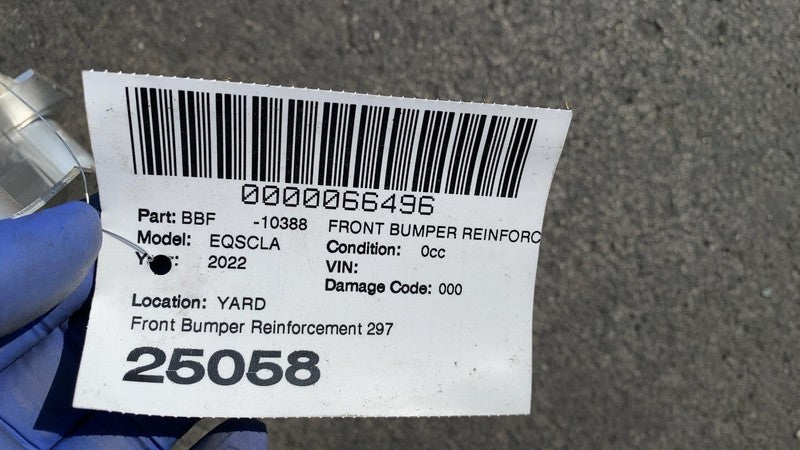 0000066496
Part: BBF -10388 FRONT BUMPER REINFORC
Model: EQSCLA Condition: 0cc
2022 VIN:
Damage Code: 000
Location: YARD
Front Bumper Reinforcement 297
25058